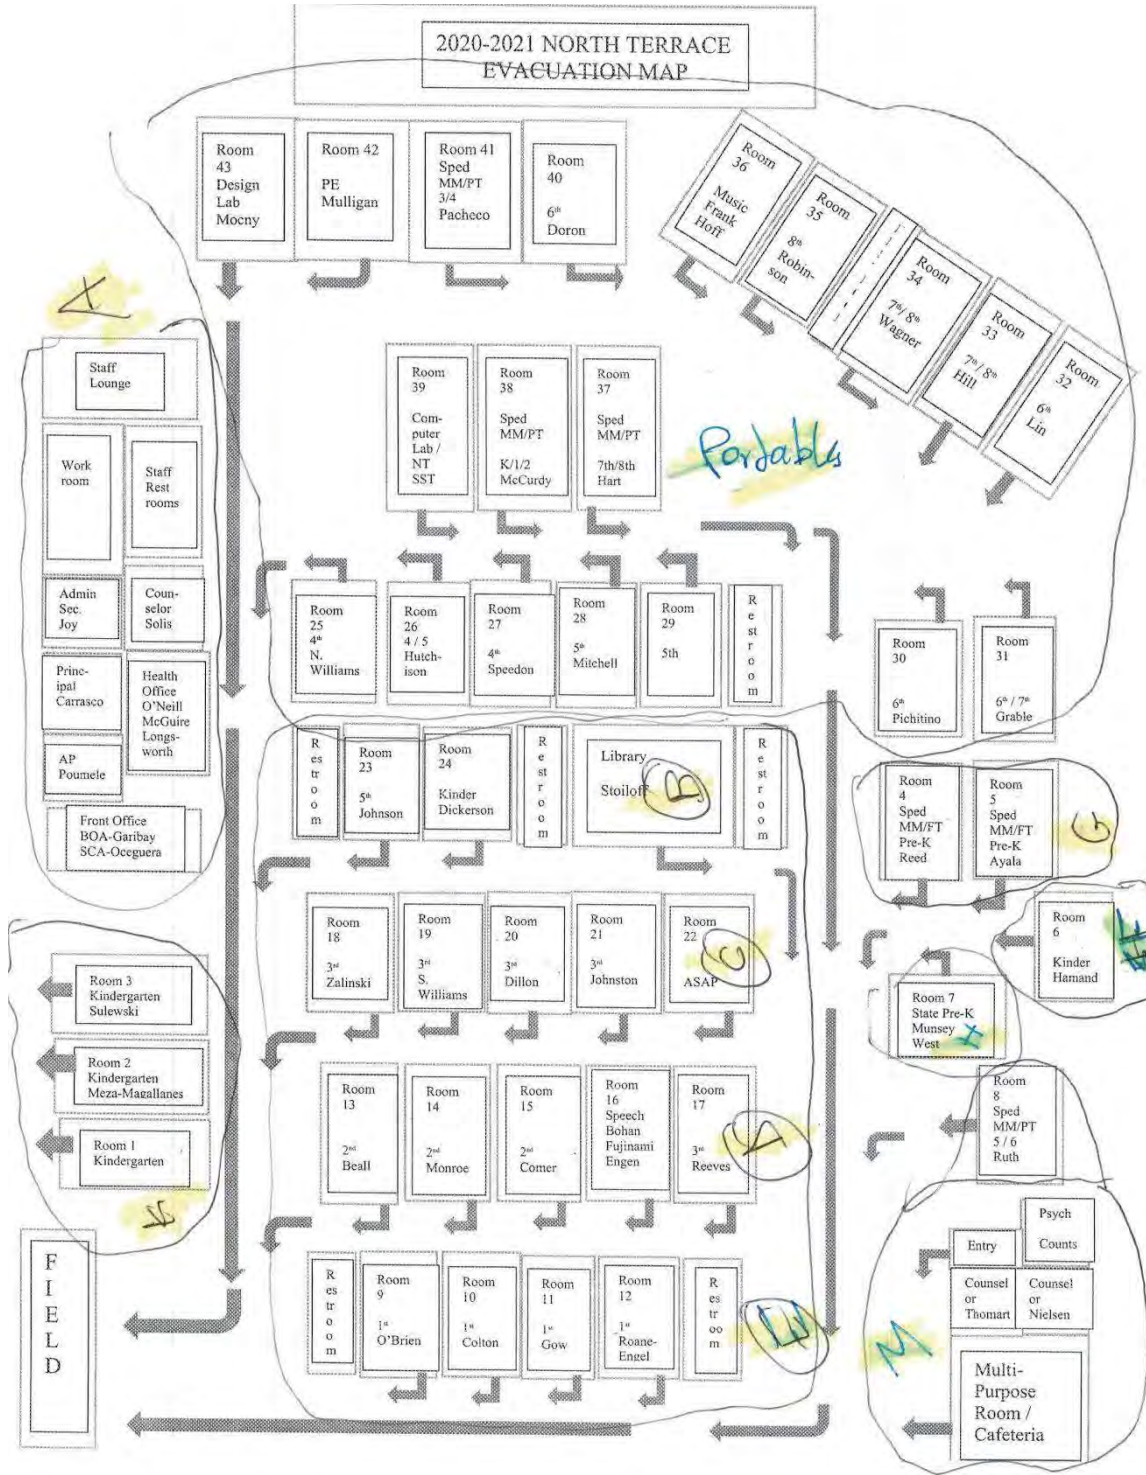 2020-2021 NORTH TERRACE
EVACUATION MAP
Room
43
Design
Lab
Mocny
Room 42
PE
Mulligan
Room 41
Sped
MM/PT
3/4
Pacheco
Room
40
6th
Doron
Room
36
Music
Frank
Hoff
Room
35
8th
Robin-
son
Room
34
7th/ 8th
Wagner
Room
33
7th/ 8th
Hill
Room
32
6th
Lin
A
Staff
Lounge
Work
room
Staff
Rest
rooms
Admin
Sec.
Joy
Coun-
selor
Solis
Princ-
ipal
Carrasco
Health
Office
O'Neill
McGuire
Longs-
worth
AP
Poumele
Front Office
BOA-Garibay
SCA-Oceguera
Room
39
Com-
puter
Lab /
NT
SST
Room
38
Sped
MM/PT
K/1/2
McCurdy
Room
37
Sped
MM/PT
7th/8th
Hart
Portables
Room
25
4th
N.
Williams
Room
26
4 / 5
Hutch-
ison
Room
27
4th
Speedon
Room
28
5th
Mitchell
Room
29
5th
Restroom
Room
30
6th
Pichitino
Room
31
6th / 7th
Grable
Restroom
Room
23
5th
Johnson
Room
24
Kinder
Dickerson
Restroom
Library
Stoiloff
B
Restroom
Room
4
Sped
MM/FT
Pre-K
Reed
Room
5
Sped
MM/FT
Pre-K
Ayala
G
Room
18
3rd
Zalinski
Room
19
3rd
S.
Williams
Room
20
3rd
Dillon
Room
21
3rd
Johnston
Room
22
ASAP
C
Room
6
Kinder
Hamand
Room 7
State Pre-K
Munsey
West
Room 3
Kindergarten
Sulewski
Room 2
Kindergarten
Meza-Magallanes
Room 1
Kindergarten
Room
13
2nd
Beall
Room
14
2nd
Monroe
Room
15
2nd
Comer
Room
16
Speech
Bohan
Fujinami
Engen
Room
17
3rd
Reeves
D
Room
8
Sped
MM/PT
5 / 6
Ruth
FIELD
Restroom
Room
9
1st
O'Brien
Room
10
1st
Colton
Room
11
1st
Gow
Room
12
1st
Roane-
Engel
Restroom
E
Entry
Psych
Counts
Counsel
or
Thomart
Counsel
or
Nielsen
M
Multi-
Purpose
Room /
Cafeteria